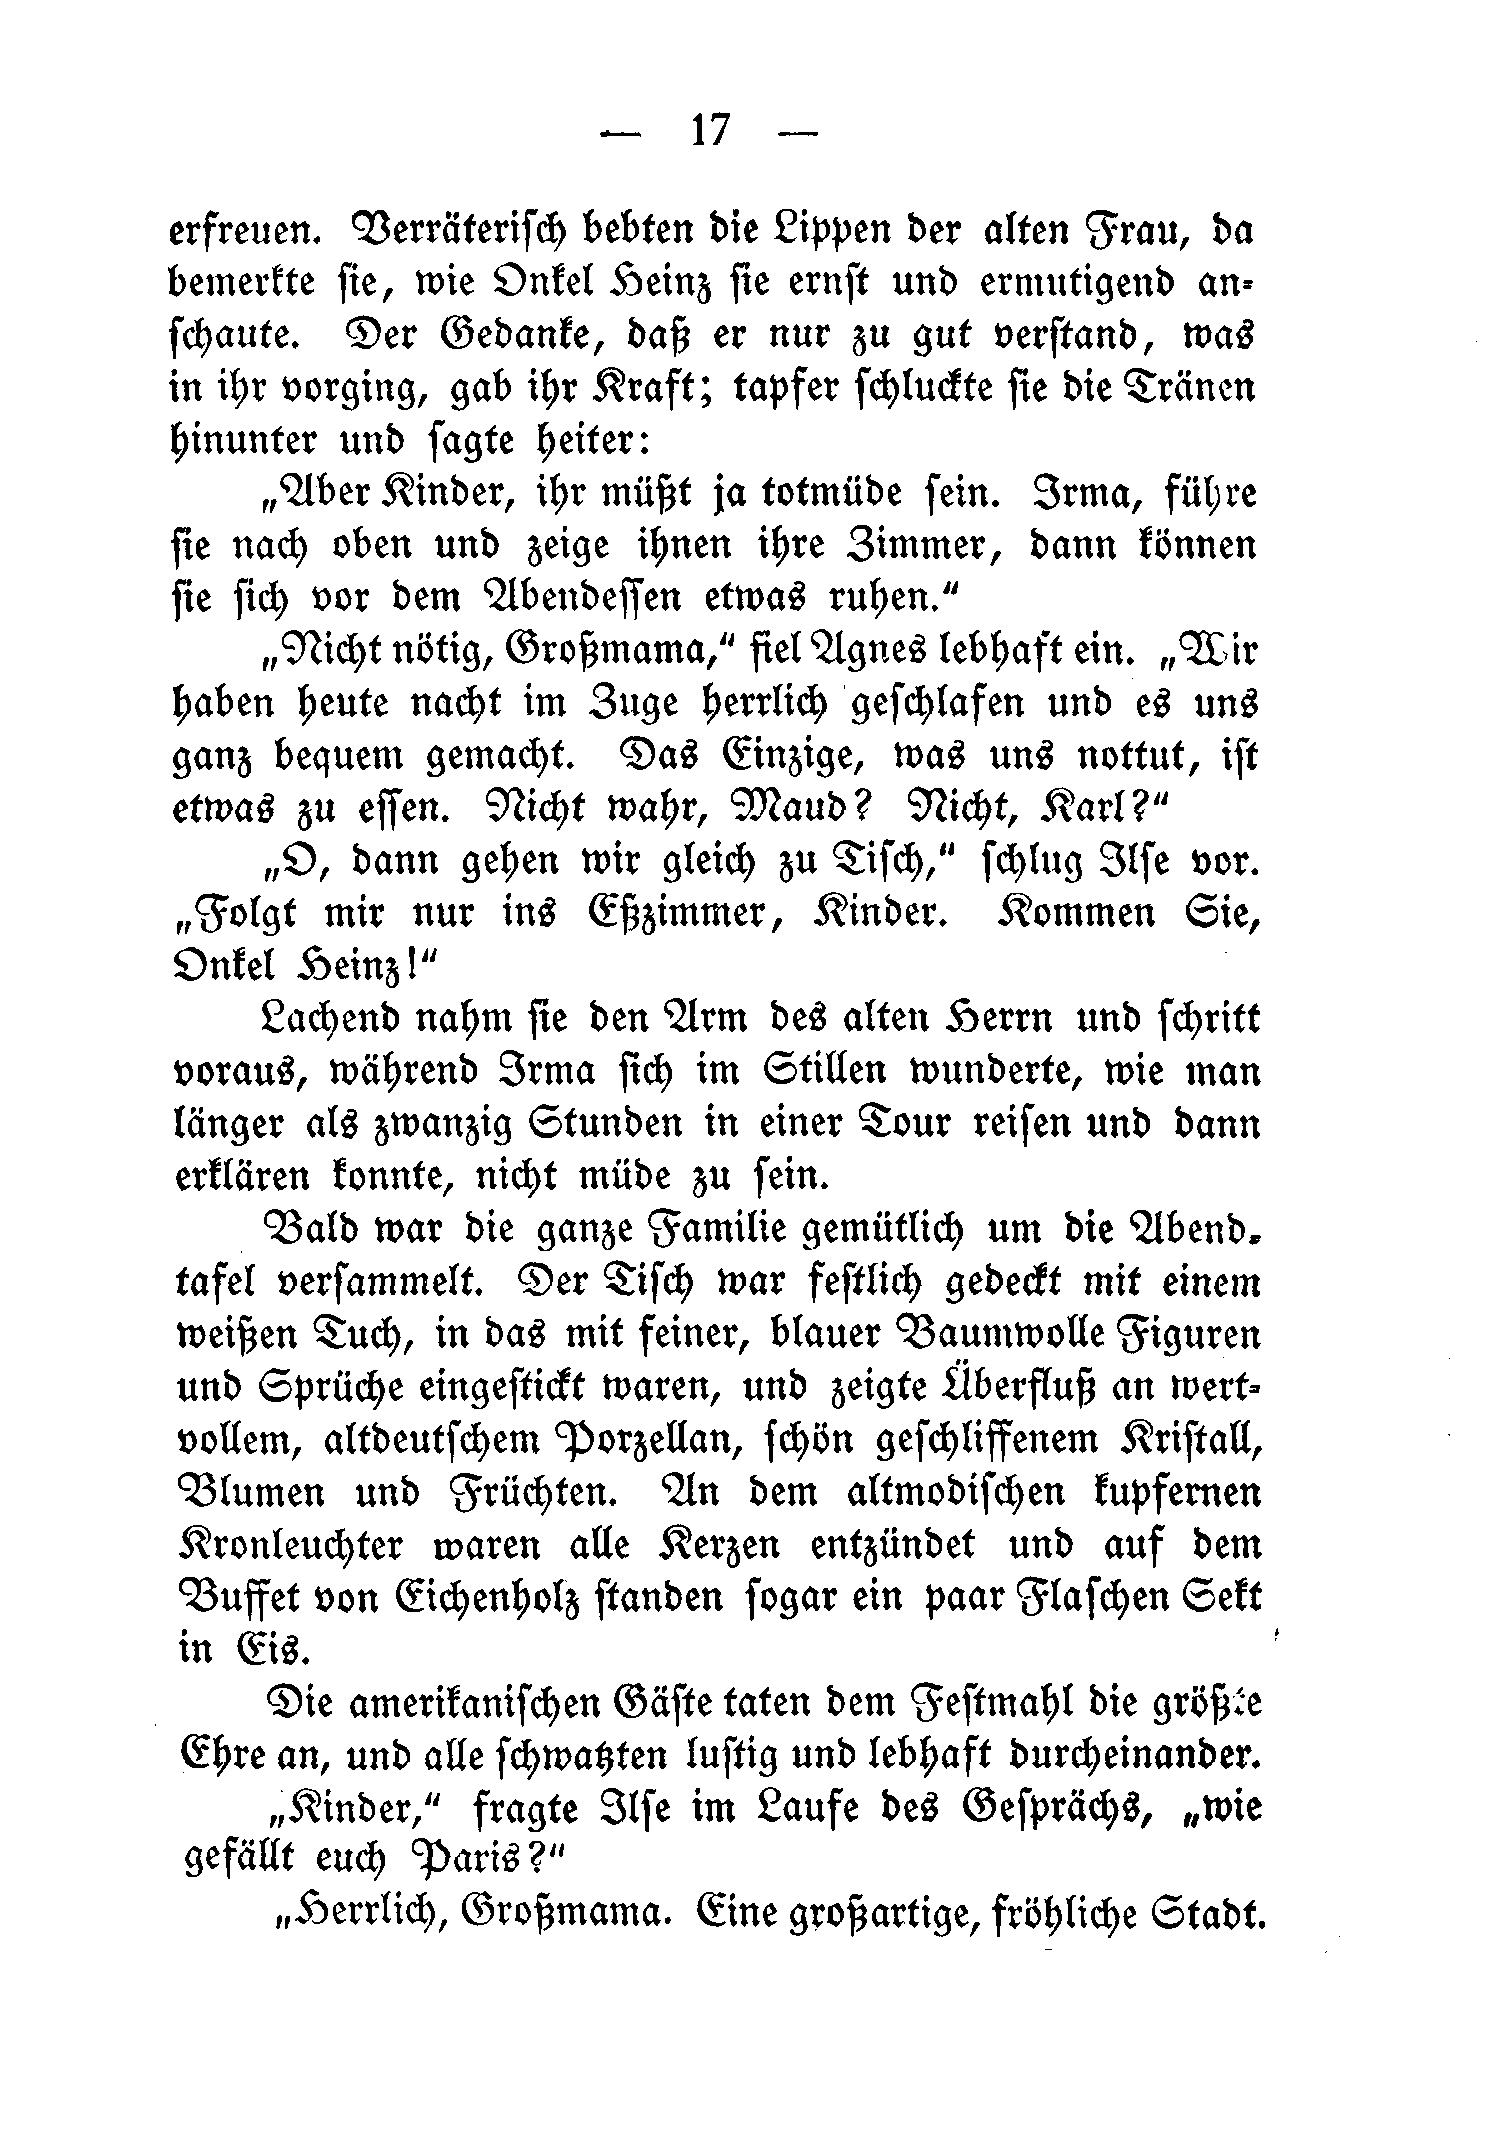 — 17 —
erfreuen. Verräterisch bebten die Lippen der alten Frau, da
bemerkte sie, wie Onkel Heinz sie ernst und ermutigend an-
schaute. Der Gedanke, daß er nur zu gut verstand, was
in ihr vorging, gab ihr Kraft; tapfer schluckte sie die Tränen
hinunter und sagte heiter:
„Aber Kinder, ihr müßt ja totmüde sein. Irma, führe
sie nach oben und zeige ihnen ihre Zimmer, dann können
sie sich vor dem Abendessen etwas ruhen.“
„Nicht nötig, Großmama,“ fiel Agnes lebhaft ein. „Wir
haben heute nacht im Zuge herrlich geschlafen und es uns
ganz bequem gemacht. Das Einzige, was uns nottut, ist
etwas zu essen. Nicht wahr, Maud? Nicht, Karl?“
„O, dann gehen wir gleich zu Tisch,“ schlug Ilse vor.
„Folgt mir nur ins Eßzimmer, Kinder. Kommen Sie,
Onkel Heinz!“
Lachend nahm sie den Arm des alten Herrn und schritt
voraus, während Irma sich im Stillen wunderte, wie man
länger als zwanzig Stunden in einer Tour reisen und dann
erklären konnte, nicht müde zu sein.
Bald war die ganze Familie gemütlich um die Abend-
tafel versammelt. Der Tisch war festlich gedeckt mit einem
weißen Tuch, in das mit feiner, blauer Baumwolle Figuren
und Sprüche eingestickt waren, und zeigte Überfluß an wert-
vollem, altdeutschem Porzellan, schön geschliffenem Kristall,
Blumen und Früchten. An dem altmodischen kupfernen
Kronleuchter waren alle Kerzen entzündet und auf dem
Buffet von Eichenholz standen sogar ein paar Flaschen Sekt
in Eis.
Die amerikanischen Gäste taten dem Festmahl die größte
Ehre an, und alle schwatzten lustig und lebhaft durcheinander.
„Kinder,“ fragte Ilse im Laufe des Gesprächs, „wie
gefällt euch Paris?“
„Herrlich, Großmama. Eine großartige, fröhliche Stadt.